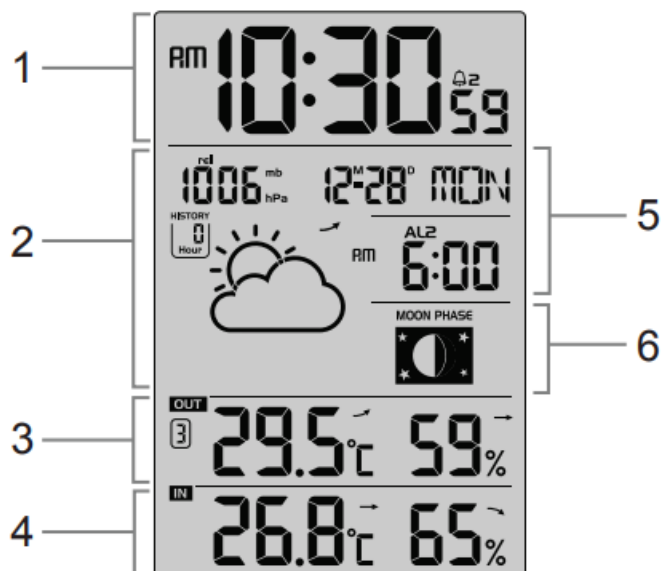 1
AM 10:30 59
2
2
rel
1006 mb hPa
12 M - 28 D MON
HISTORY
0
Hour
AL2
AM 6:00
5
MOON PHASE
6
3
OUT
3
29.5 °C 59 %
4
IN
26.8 °C 65 %